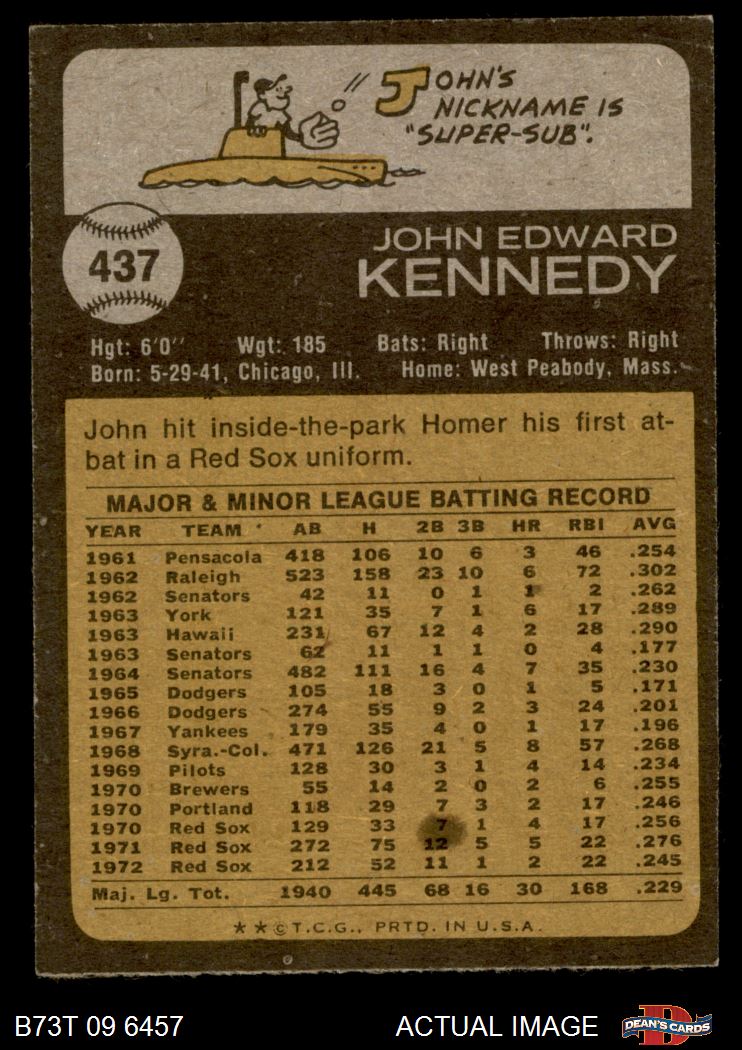 JOHN'S
NICKNAME IS
"SUPER-SUB".
437
JOHN EDWARD
KENNEDY
Hgt: 6'0" Wgt: 185 Bats: Right Throws: Right
Born: 5-29-41, Chicago, Ill. Home: West Peabody, Mass.
John hit inside-the-park Homer his first at-
bat in a Red Sox uniform.
MAJOR & MINOR LEAGUE BATTING RECORD
YEAR TEAM AB H 2B 3B HR RBI AVG
1961 Pensacola 418 106 10 6 3 46 .254
1962 Raleigh 523 158 23 10 6 72 .302
1962 Senators 42 11 0 1 1 2 .262
1963 York 121 35 7 1 6 17 .289
1963 Hawaii 231 67 12 4 2 28 .290
1963 Senators 62 11 1 1 0 4 .177
1964 Senators 482 111 16 4 7 35 .230
1965 Dodgers 105 18 3 0 1 5 .171
1966 Dodgers 274 55 9 2 3 24 .201
1967 Yankees 179 35 4 0 1 17 .196
1968 Syra.-Col. 471 126 21 5 8 57 .268
1969 Pilots 128 30 3 1 4 14 .234
1970 Brewers 55 14 2 0 2 6 .255
1970 Portland 118 29 7 3 2 17 .246
1970 Red Sox 129 33 7 1 4 17 .256
1971 Red Sox 272 75 12 5 5 22 .276
1972 Red Sox 212 52 11 1 2 22 .245
Maj. Lg. Tot. 1940 445 68 16 30 168 .229
**©T.C.G., PRTD. IN U.S.A.
B73T 09 6457 ACTUAL IMAGE
D
DEAN'S CARDS